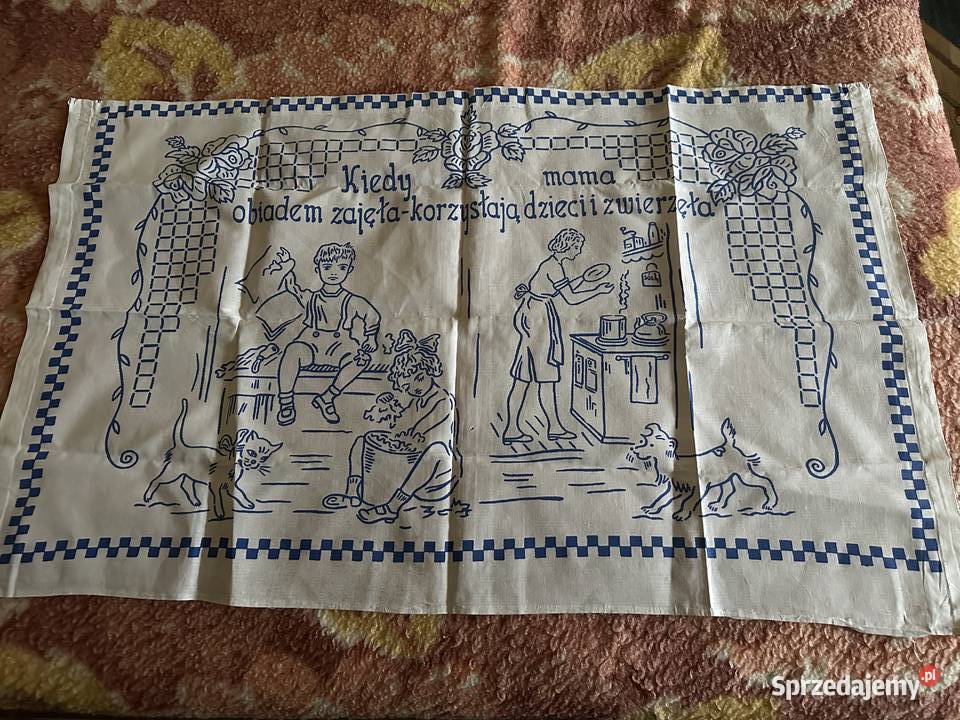 Kiedy mama
obiadem zajęta-korzystają dzieci i zwierzęta
Sprzedajemy.pl